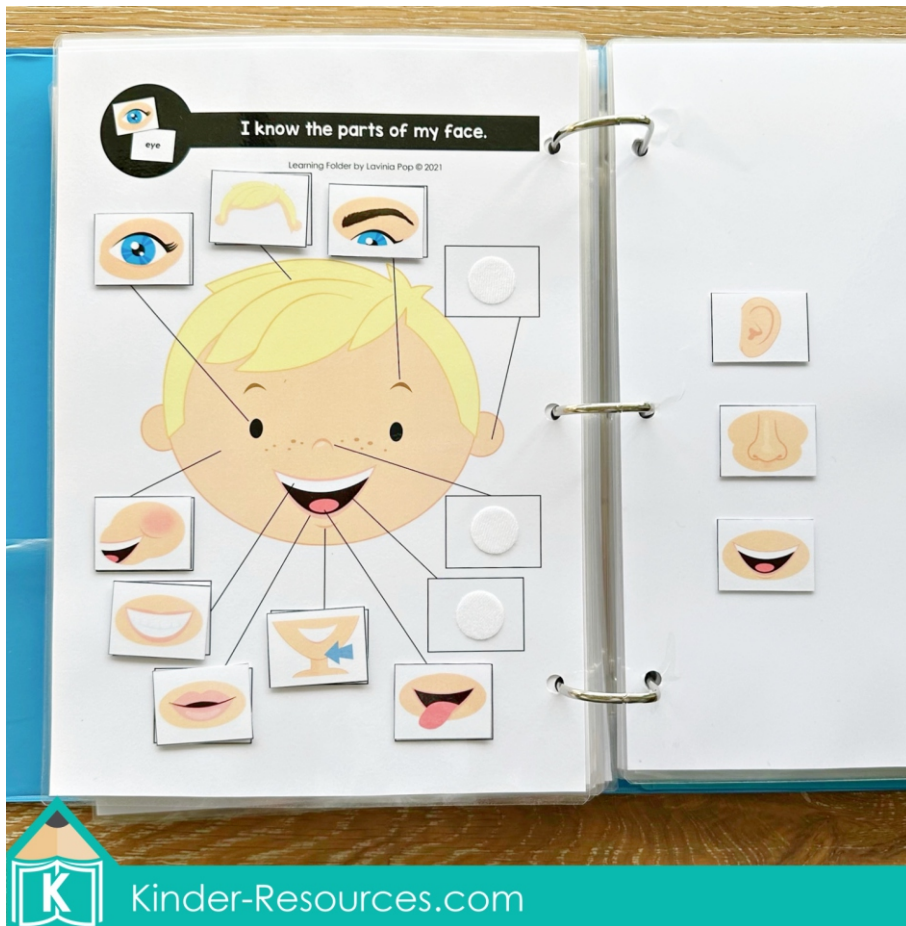 eye
I know the parts of my face.
Learning Folder by Lavinia Pop © 2021
K
Kinder-Resources.com